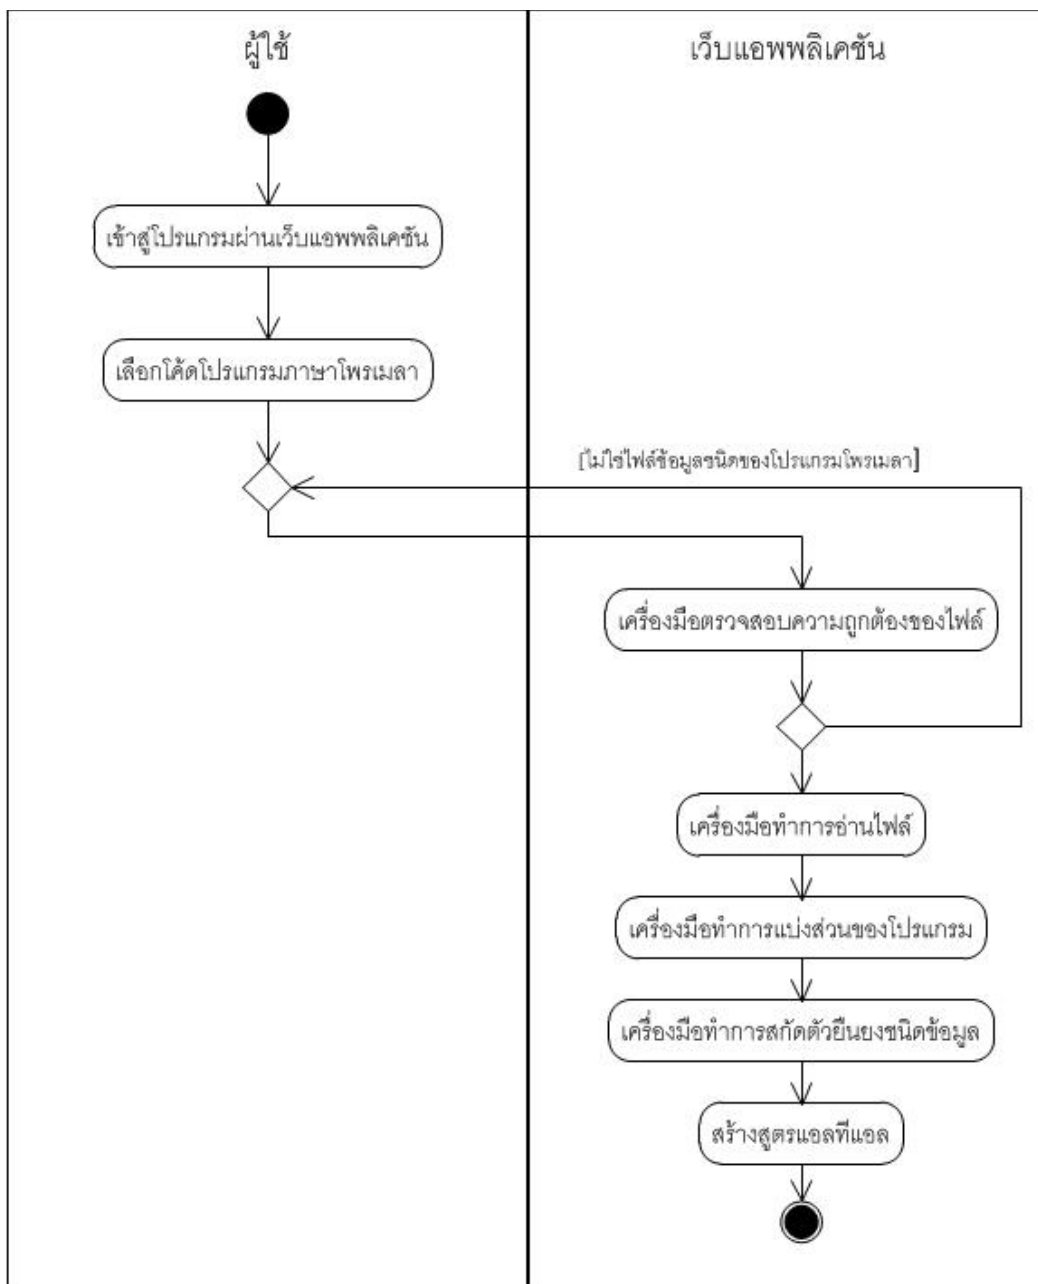 ผู้ใช้
เว็บแอพพลิเคชัน
เข้าสู่โปรแกรมผ่านเว็บแอพพลิเคชัน
เลือกโค้ดโปรแกรมภาษาโพรเมลา
[ไม่ใช่ไฟล์ข้อมูลชนิดของโปรแกรมโพรเมลา]
เครื่องมือตรวจสอบความถูกต้องของไฟล์
เครื่องมือทำการอ่านไฟล์
เครื่องมือทำการแบ่งส่วนของโปรแกรม
เครื่องมือทำการสกัดตัวยืนยงชนิดข้อมูล
สร้างสูตรแอลทีแอล